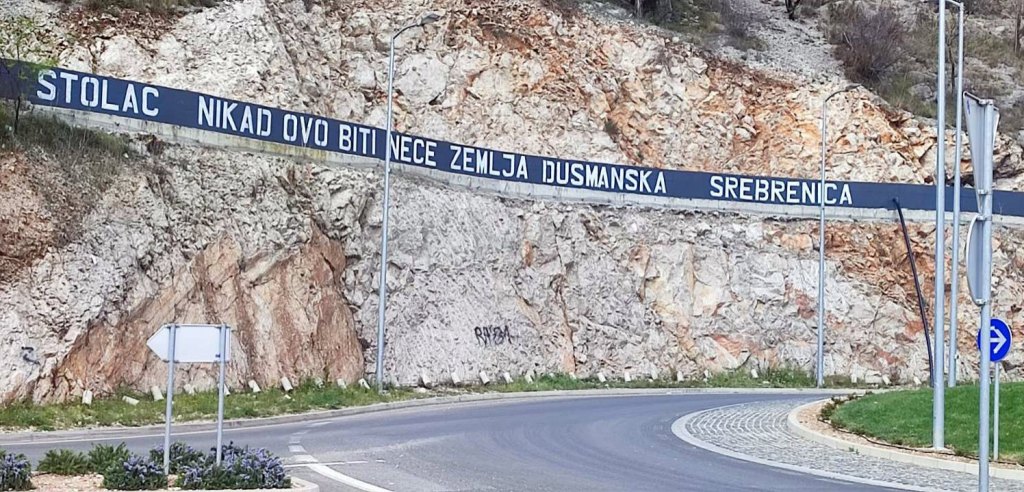 STOLAC NIKAD OVO BITI NECE ZEMLJA DUSMANSKA SREBRENICA